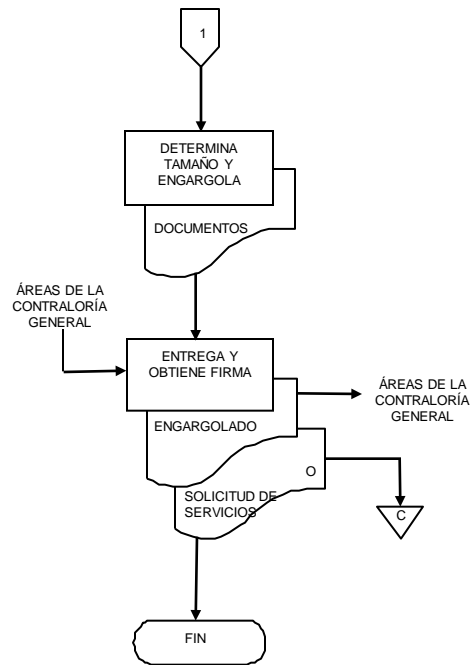 1
DETERMINA
TAMAÑO Y
ENGARGOLA
DOCUMENTOS
ÁREAS DE LA
CONTRALORÍA
GENERAL
ENTREGA Y
OBTIENE FIRMA
ÁREAS DE LA
CONTRALORÍA
GENERAL
ENGARGOLADO
O
SOLICITUD DE
SERVICIOS
C
FIN